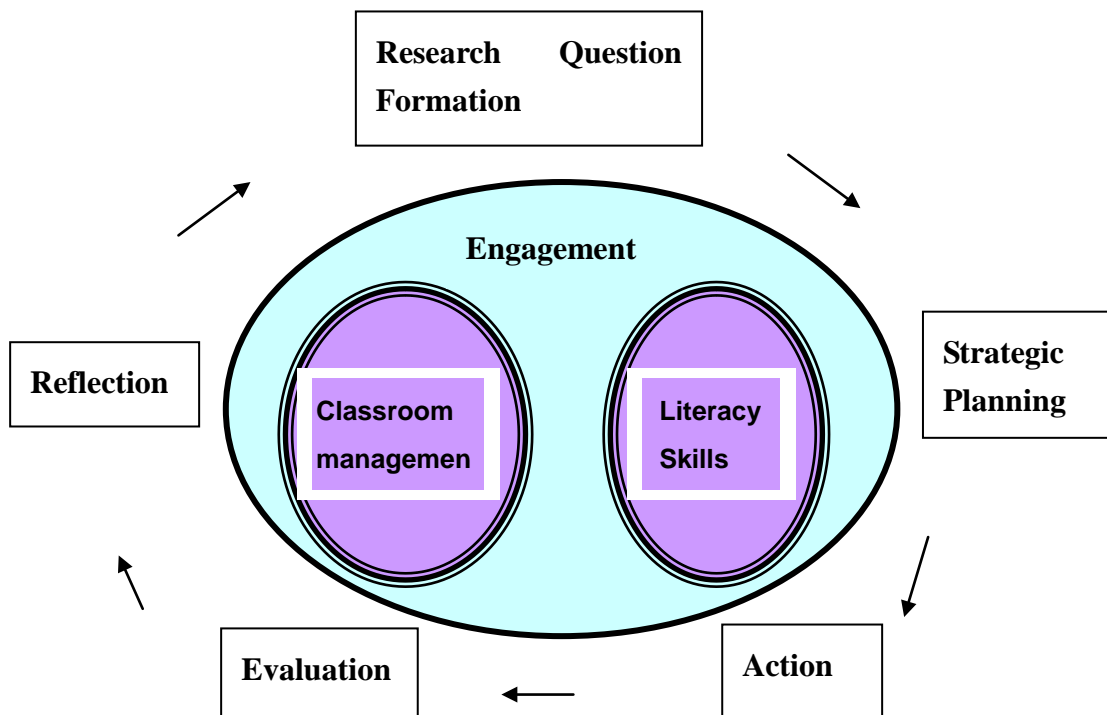 Research Question
Formation
Engagement
Strategic
Planning
Reflection
Classroom
managemen
Literacy
Skills
Evaluation
Action